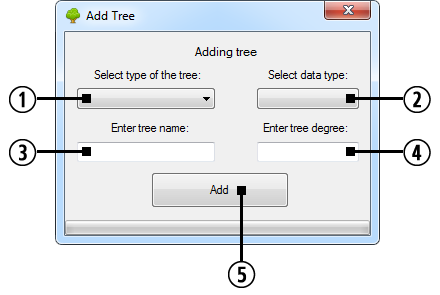 Add Tree
Adding tree
Select type of the tree: Select data type:
1 2
Enter tree name: Enter tree degree:
3 4
Add
5